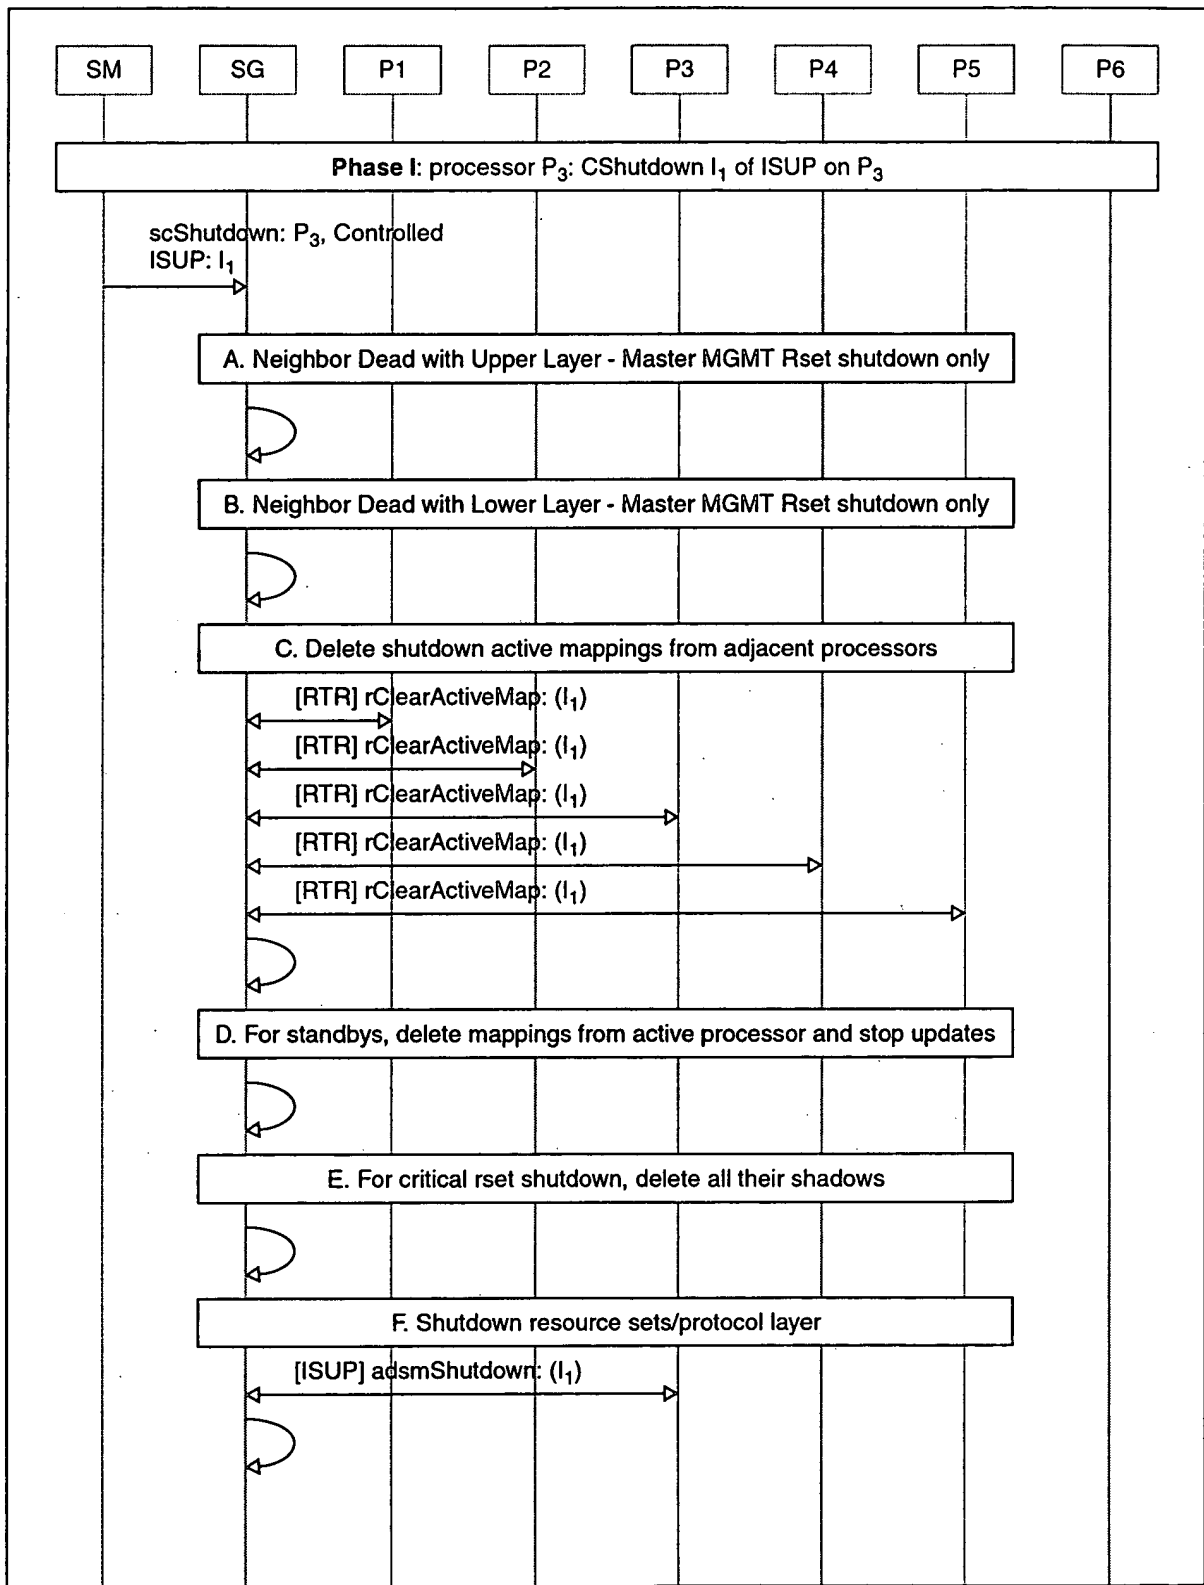 SM SG P1 P2 P3 P4 P5 P6
Phase I: processor P₃: CShutdown I₁ of ISUP on P₃
scShutdown: P₃, Controlled
ISUP: I₁
A. Neighbor Dead with Upper Layer - Master MGMT Rset shutdown only
B. Neighbor Dead with Lower Layer - Master MGMT Rset shutdown only
C. Delete shutdown active mappings from adjacent processors
[RTR] rClearActiveMap: (I₁)
[RTR] rClearActiveMap: (I₁)
[RTR] rClearActiveMap: (I₁)
[RTR] rClearActiveMap: (I₁)
[RTR] rClearActiveMap: (I₁)
D. For standbys, delete mappings from active processor and stop updates
E. For critical rset shutdown, delete all their shadows
F. Shutdown resource sets/protocol layer
[ISUP] adsmShutdown: (I₁)